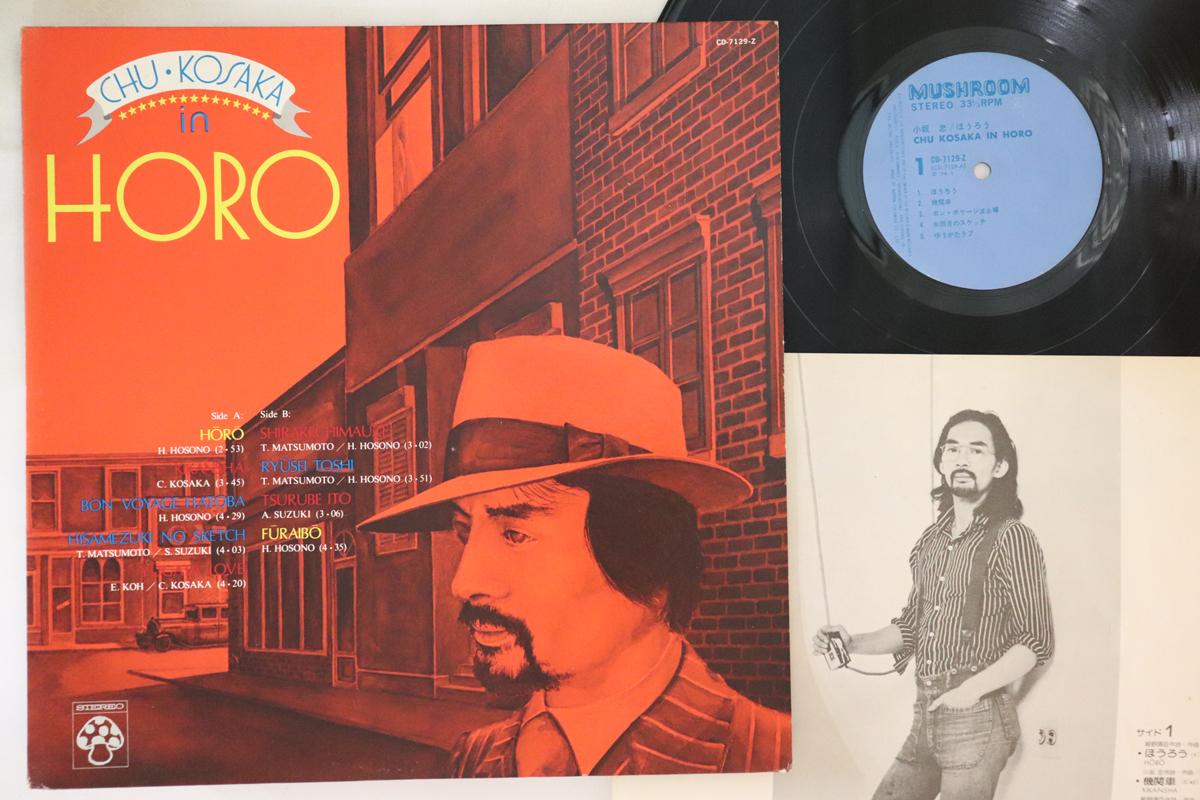 CD-7129-Z
CHU・KOSAKA
in
HORO
Side A:
HŌRŌ
H. HOSONO (2・53)
C. KOSAKA (3・45)
BON VOYAGE HATOBA
H. HOSONO (4・29)
HISAMEZUKI NO SKETCH
T. MATSUMOTO / S. SUZUKI (4・03)
LOVE
E. KOH / C. KOSAKA (4・20)
Side B:
SHIRAKECHIMAUZE
T. MATSUMOTO / H. HOSONO (3・02)
RYUSEI TOSHI
T. MATSUMOTO / H. HOSONO (3・51)
TSURUBE ITO
A. SUZUKI (3・06)
FŪRAIBŌ
H. HOSONO (4・35)
STEREO
MUSHROOM
STEREO 33⅓RPM
小坂 忠/ほうろう
CHU KOSAKA IN HORO
1 CD-7129-Z
(CD-7129-A)
1. ほうろう
2. 機関車
3. ボン・ボヤージ波止場
4. 氷雨月のスケッチ
5. ゆうがたラブ
サイド1
・ほうろう
HŌRŌ
・機関車
KIKANSHA